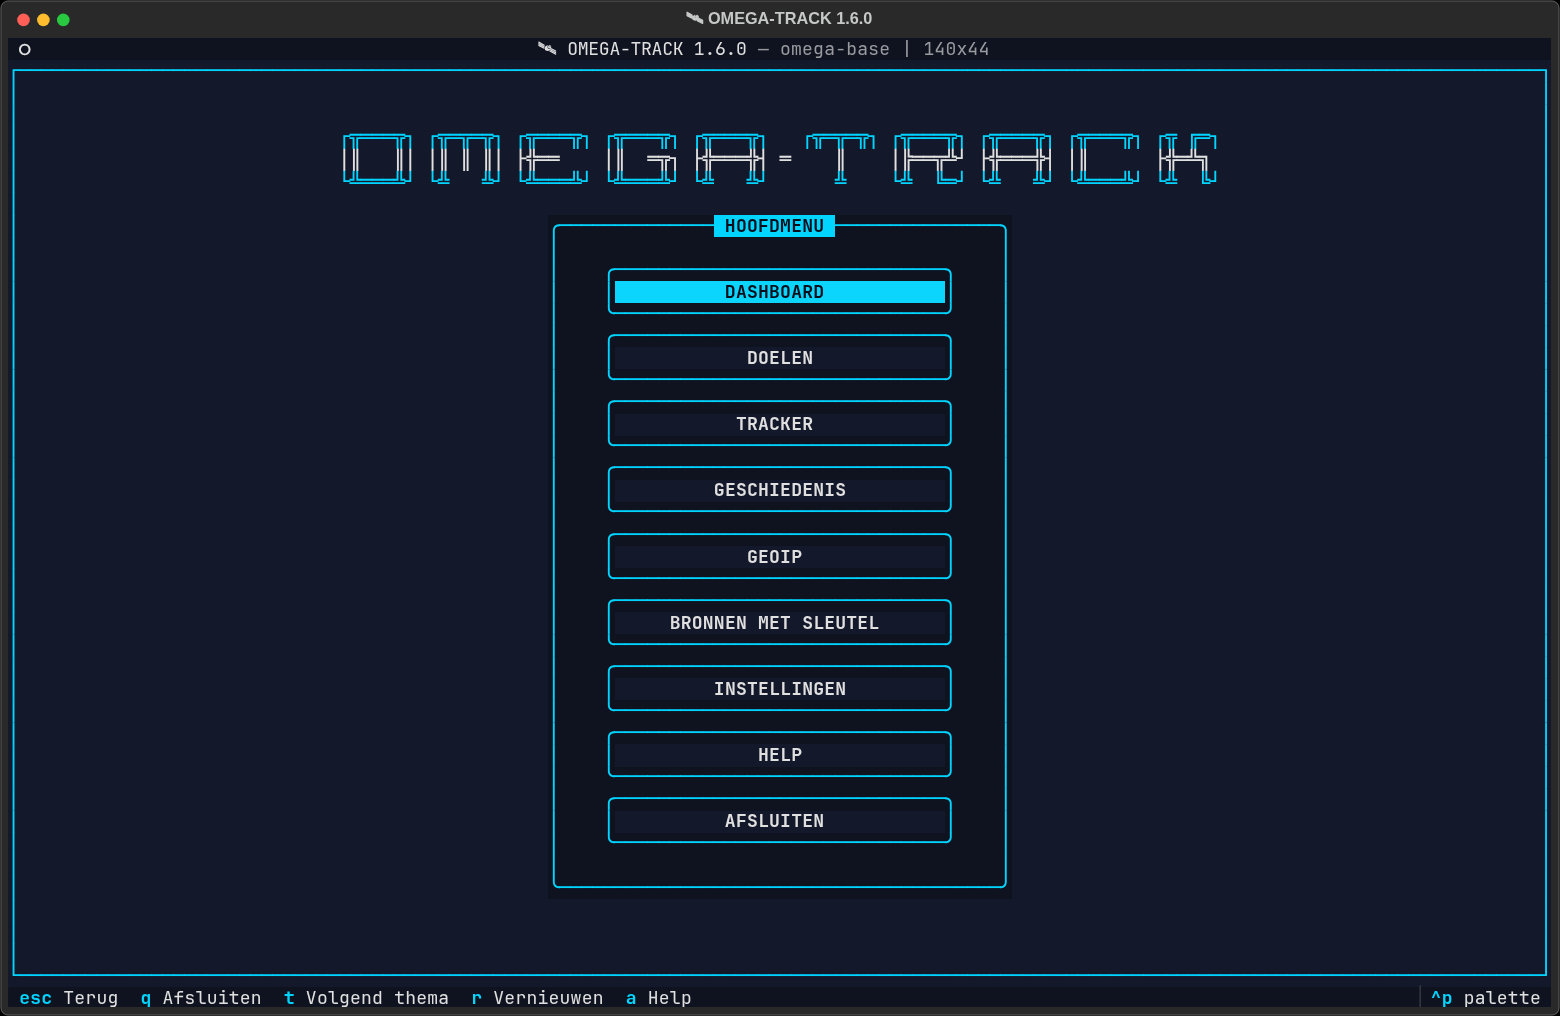 OMEGA-TRACK 1.6.0
OMEGA-TRACK 1.6.0 — omega-base | 140x44
OMEGA-TRACK
HOOFDMENU
DASHBOARD
DOELEN
TRACKER
GESCHIEDENIS
GEOIP
BRONNEN MET SLEUTEL
INSTELLINGEN
HELP
AFSLUITEN
esc Terug q Afsluiten t Volgend thema r Vernieuwen a Help ^p palette